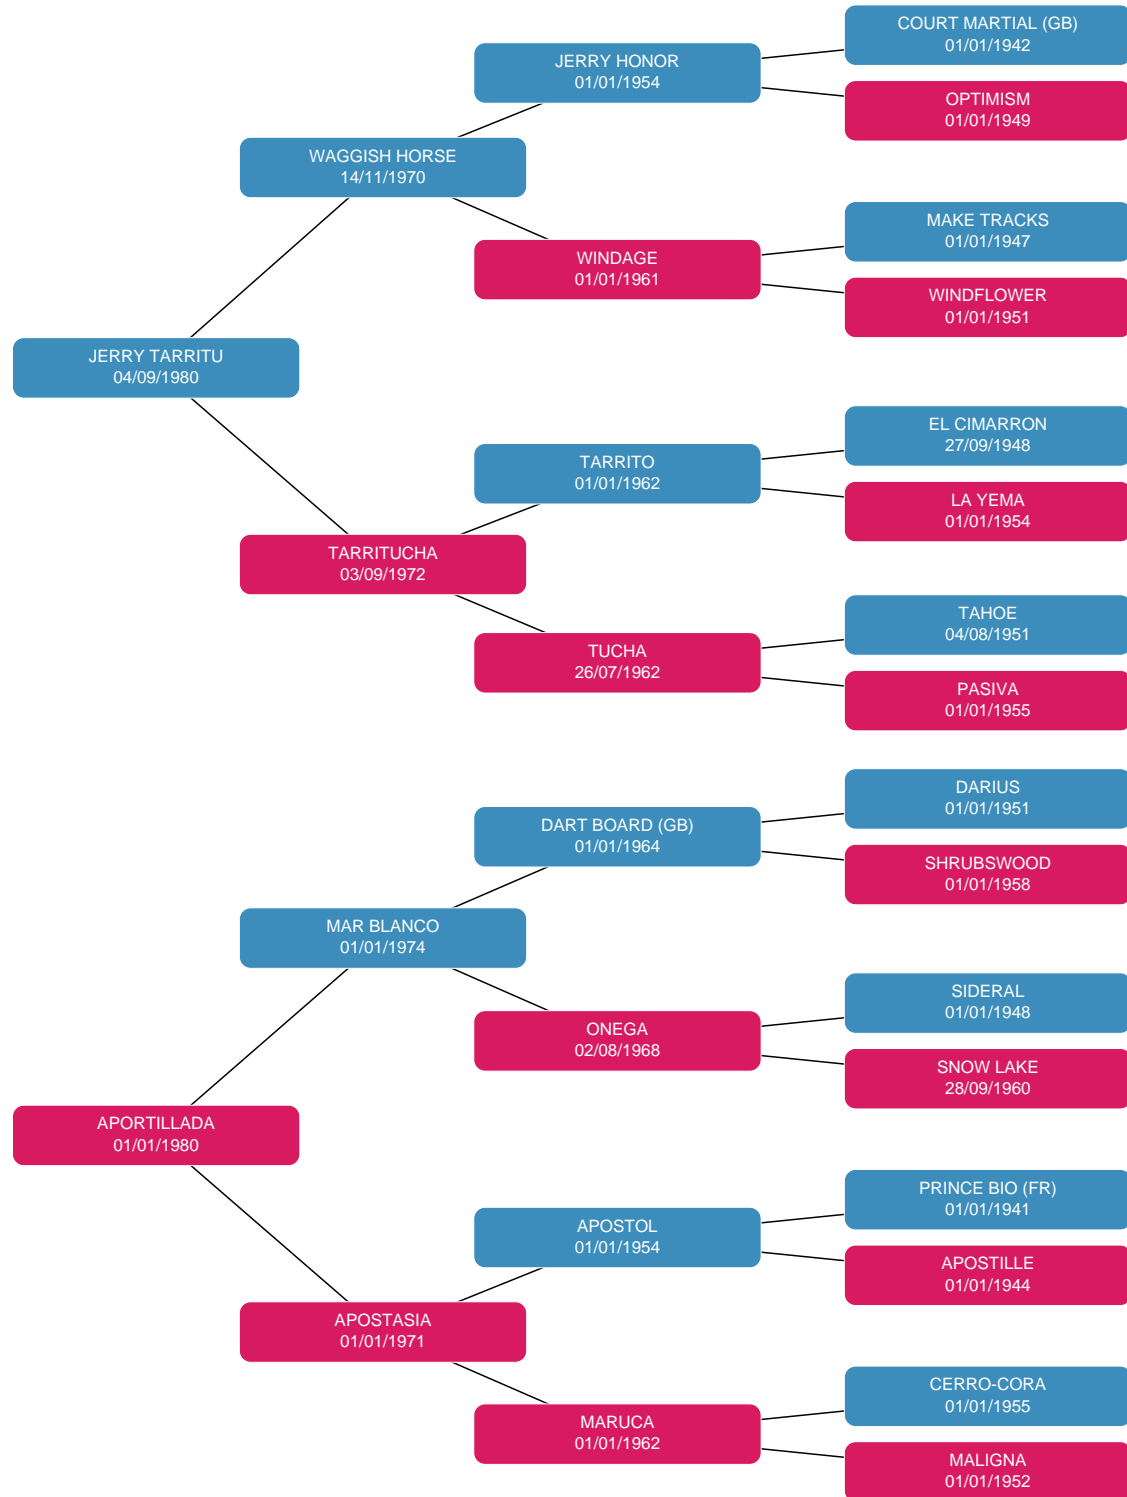 COURT MARTIAL (GB)
01/01/1942
JERRY HONOR
01/01/1954
OPTIMISM
01/01/1949
WAGGISH HORSE
14/11/1970
MAKE TRACKS
01/01/1947
WINDAGE
01/01/1961
WINDFLOWER
01/01/1951
JERRY TARRITU
04/09/1980
EL CIMARRON
27/09/1948
TARRITO
01/01/1962
LA YEMA
01/01/1954
TARRITUCHA
03/09/1972
TAHOE
04/08/1951
TUCHA
26/07/1962
PASIVA
01/01/1955
DARIUS
01/01/1951
DART BOARD (GB)
01/01/1964
SHRUBSWOOD
01/01/1958
MAR BLANCO
01/01/1974
SIDERAL
01/01/1948
ONEGA
02/08/1968
SNOW LAKE
28/09/1960
APORTILLADA
01/01/1980
PRINCE BIO (FR)
01/01/1941
APOSTOL
01/01/1954
APOSTILLE
01/01/1944
APOSTASIA
01/01/1971
CERRO-CORA
01/01/1955
MARUCA
01/01/1962
MALIGNA
01/01/1952